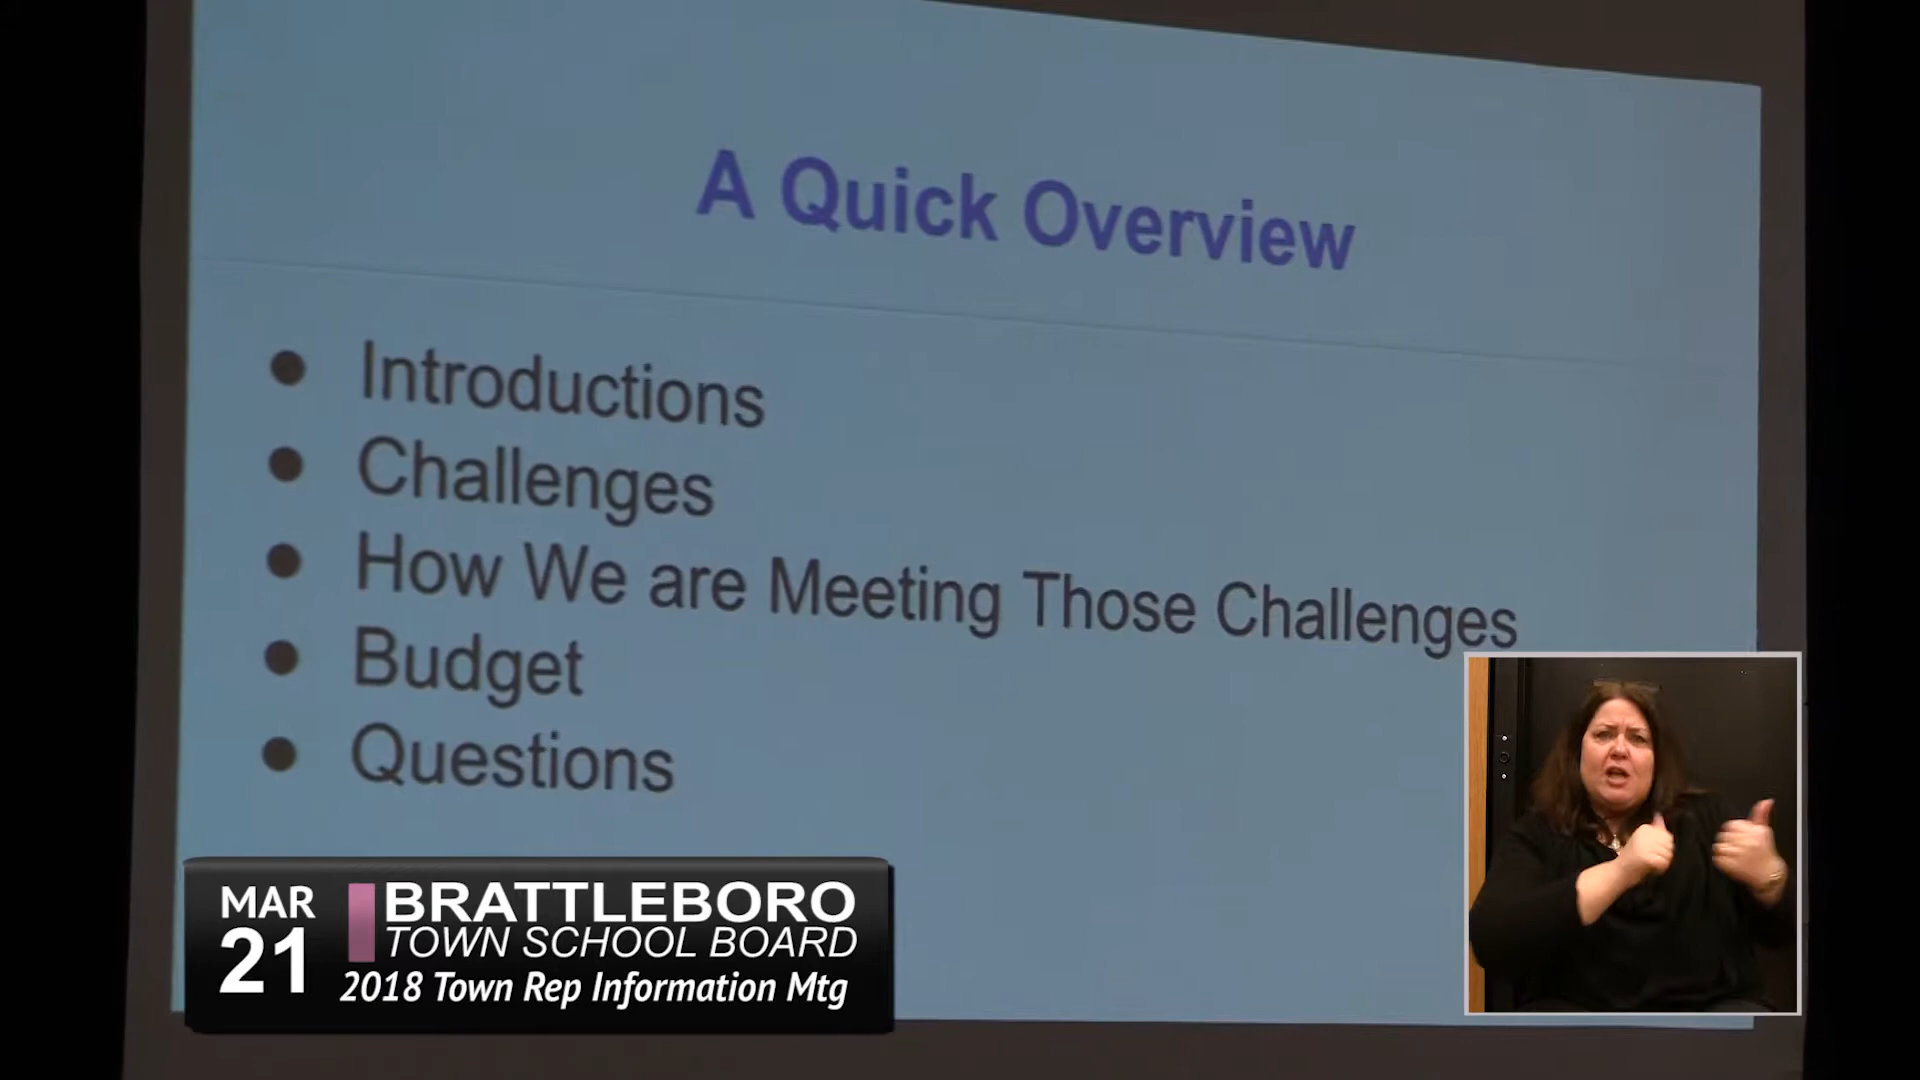 A Quick Overview
Introductions
Challenges
How We are Meeting Those Challenges
Budget
Questions
MAR
21
BRATTLEBORO
TOWN SCHOOL BOARD
2018 Town Rep Information Mtg